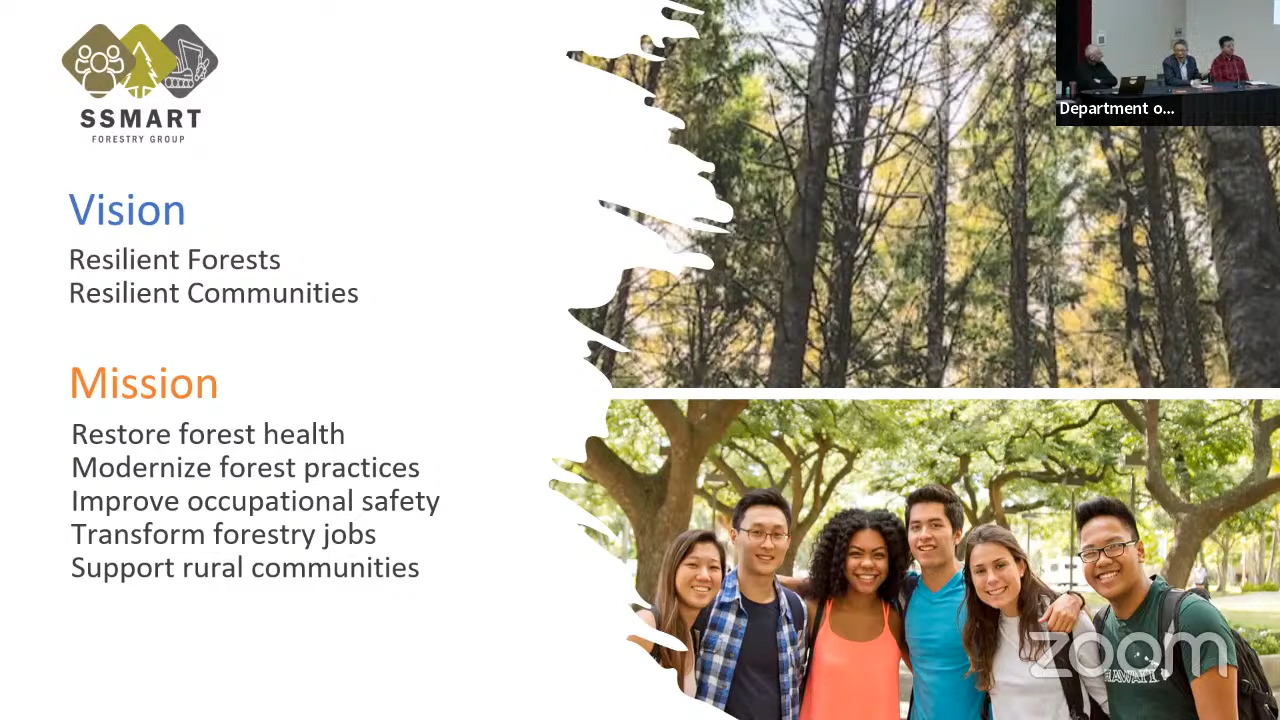 SSMART
FORESTRY GROUP
Department o...
Vision
Resilient Forests
Resilient Communities
Mission
Restore forest health
Modernize forest practices
Improve occupational safety
Transform forestry jobs
Support rural communities
zoom
HAWAI'I